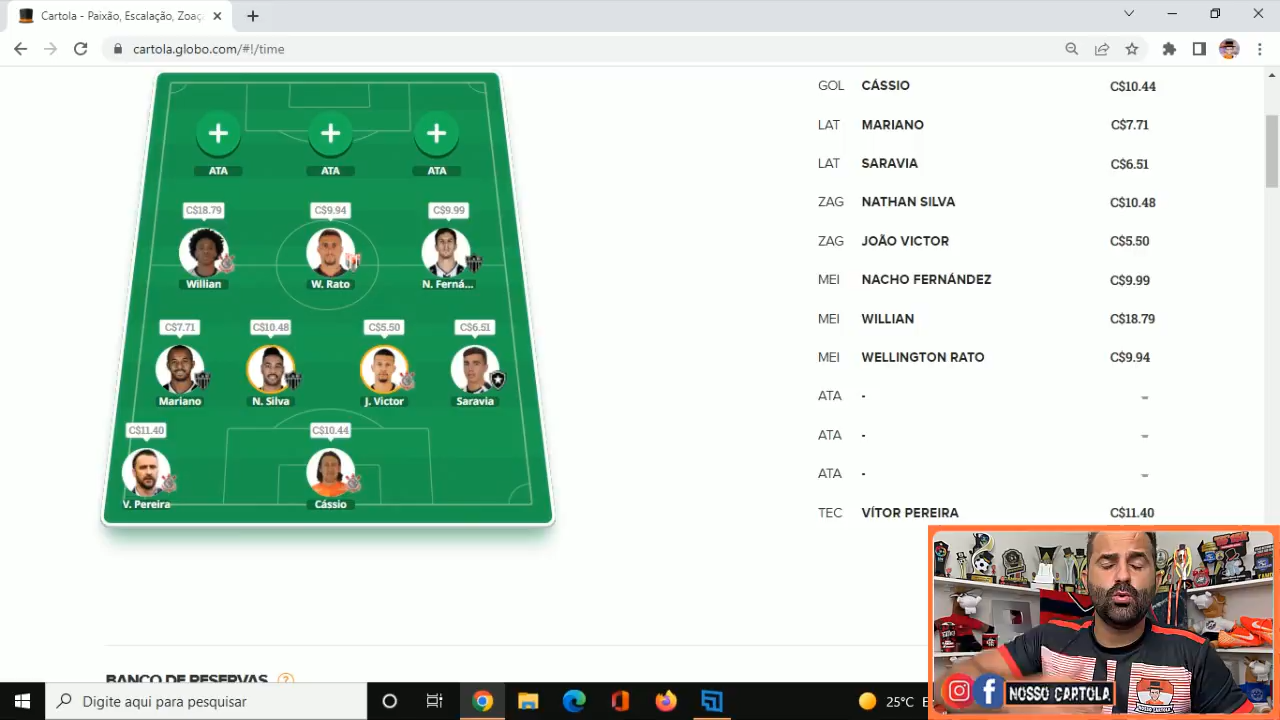 Cartola - Paixão, Escalação, Zoaç
cartola.globo.com/#!/time
ATA
ATA
ATA
C$18.79
C$9.94
C$9.99
Willian
W. Rato
N. Ferná...
C$7.71
C$10.48
C$5.50
C$6.51
Mariano
N. Silva
J. Victor
Saravia
C$11.40
C$10.44
V. Pereira
Cássio
GOL CÁSSIO C$10.44
LAT MARIANO C$7.71
LAT SARAVIA C$6.51
ZAG NATHAN SILVA C$10.48
ZAG JOÃO VICTOR C$5.50
MEI NACHO FERNÁNDEZ C$9.99
MEI WILLIAN C$18.79
MEI WELLINGTON RATO C$9.94
ATA - -
ATA - -
ATA - -
TEC VÍTOR PEREIRA C$11.40
BANCO DE RESERVAS ?
NOSSO CARTOLA
Digite aqui para pesquisar
25°C